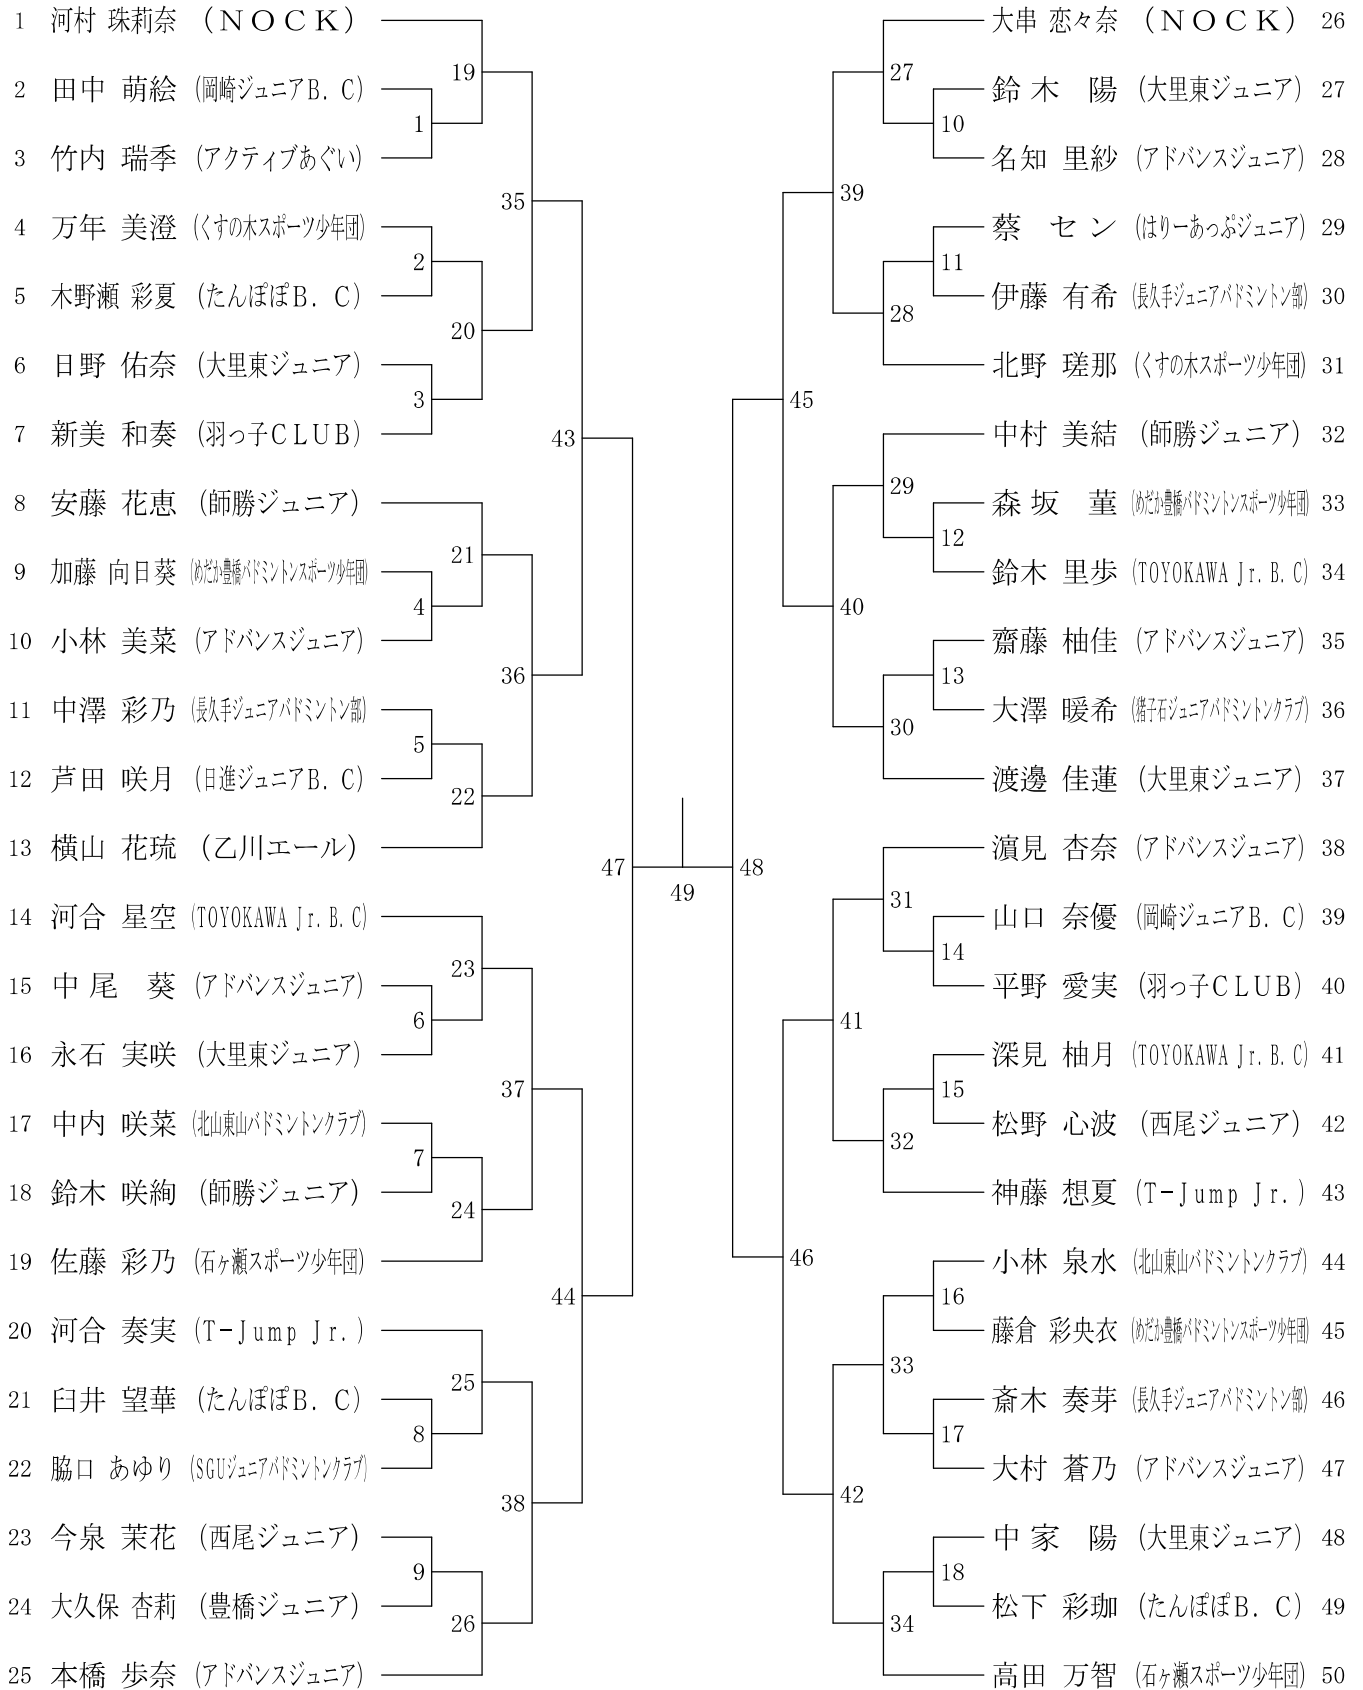 1 河村 珠莉奈 (ＮＯＣＫ)
2 田中 萌絵 (岡崎ジュニアB. C)
3 竹内 瑞季 (アクティブあぐい)
4 万年 美澄 (くすの木スポーツ少年団)
5 木野瀬 彩夏 (たんぽぽB. C)
6 日野 佑奈 (大里東ジュニア)
7 新美 和奏 (羽っ子CLUB)
8 安藤 花恵 (師勝ジュニア)
9 加藤 向日葵 (めだか豊橋バドミントンスポーツ少年団)
10 小林 美菜 (アドバンスジュニア)
11 中澤 彩乃 (長久手ジュニアバドミントン部)
12 芦田 咲月 (日進ジュニアB. C)
13 横山 花琉 (乙川エール)
14 河合 星空 (TOYOKAWA Jr. B. C)
15 中尾 葵 (アドバンスジュニア)
16 永石 実咲 (大里東ジュニア)
17 中内 咲菜 (北山東山バドミントンクラブ)
18 鈴木 咲絢 (師勝ジュニア)
19 佐藤 彩乃 (石ヶ瀬スポーツ少年団)
20 河合 奏実 (T-Jump Jr.)
21 臼井 望華 (たんぽぽB. C)
22 脇口 あゆり (SGUジュニアバドミントンクラブ)
23 今泉 茉花 (西尾ジュニア)
24 大久保 杏莉 (豊橋ジュニア)
25 本橋 歩奈 (アドバンスジュニア)
1
2
3
4
5
6
7
8
9
19
20
21
22
23
24
25
26
35
36
37
38
43
44
47
49
48
45
46
39
40
41
42
27
28
29
30
31
32
33
34
10
11
12
13
14
15
16
17
18
大串 恋々奈 (ＮＯＣＫ) 26
鈴木 陽 (大里東ジュニア) 27
名知 里紗 (アドバンスジュニア) 28
蔡 セン (はりーあっぷジュニア) 29
伊藤 有希 (長久手ジュニアバドミントン部) 30
北野 瑳那 (くすの木スポーツ少年団) 31
中村 美結 (師勝ジュニア) 32
森坂 菫 (めだか豊橋バドミントンスポーツ少年団) 33
鈴木 里歩 (TOYOKAWA Jr. B. C) 34
齋藤 柚佳 (アドバンスジュニア) 35
大澤 暖希 (猪子石ジュニアバドミントンクラブ) 36
渡邊 佳蓮 (大里東ジュニア) 37
濵見 杏奈 (アドバンスジュニア) 38
山口 奈優 (岡崎ジュニアB. C) 39
平野 愛実 (羽っ子CLUB) 40
深見 柚月 (TOYOKAWA Jr. B. C) 41
松野 心波 (西尾ジュニア) 42
神藤 想夏 (T-Jump Jr.) 43
小林 泉水 (北山東山バドミントンクラブ) 44
藤倉 彩央衣 (めだか豊橋バドミントンスポーツ少年団) 45
斎木 奏芽 (長久手ジュニアバドミントン部) 46
大村 蒼乃 (アドバンスジュニア) 47
中家 陽 (大里東ジュニア) 48
松下 彩珈 (たんぽぽB. C) 49
高田 万智 (石ヶ瀬スポーツ少年団) 50